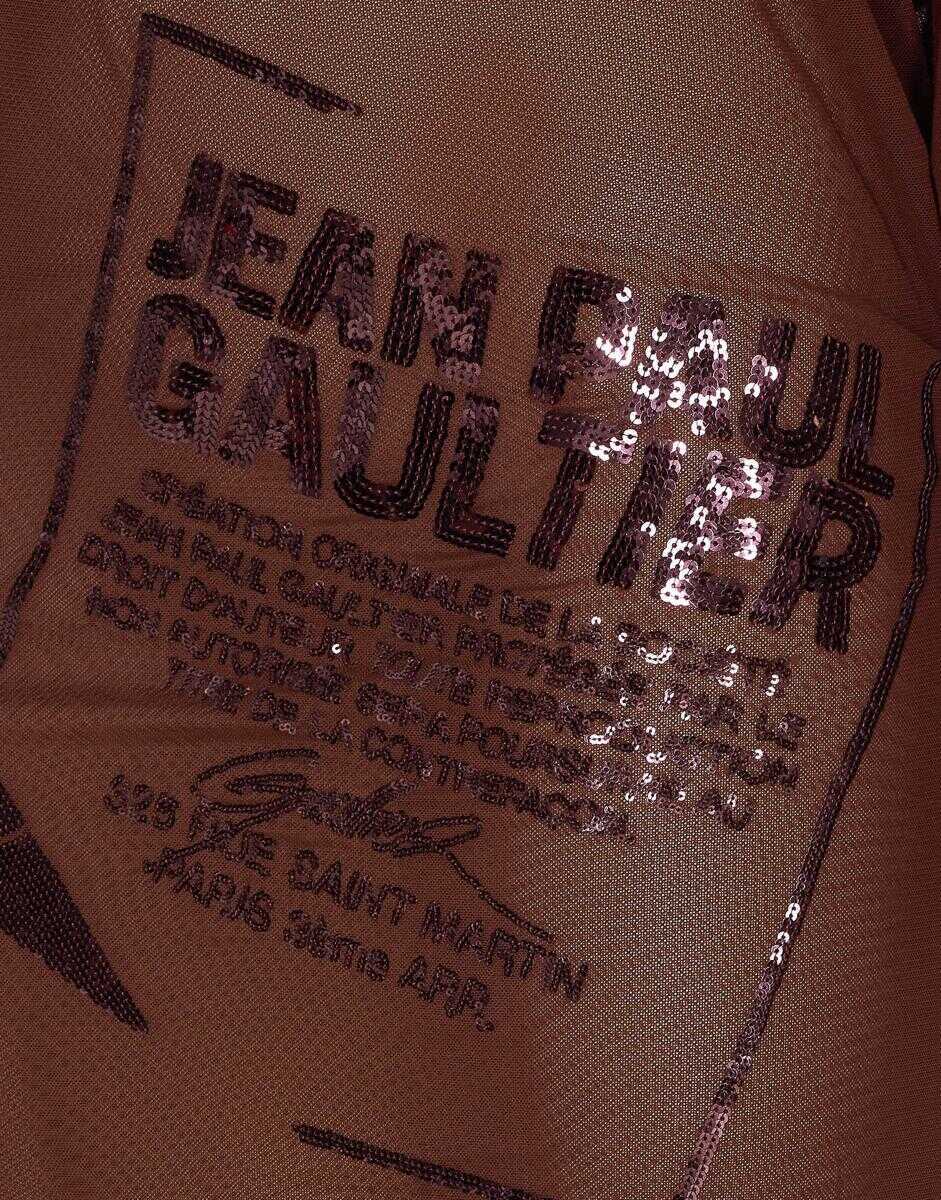 JEAN PAUL
GAULTIER
CRÉATION ORIGINALE DE LA SOCIÉTÉ
JEAN PAUL GAULTIER PROTÉGÉE PAR LE
DROIT D'AUTEUR. TOUTE REPRODUCTION
NON AUTORISÉE SERA POURSUIVIE AU
TITRE DE LA CONTREFAÇON
Gaultier
325 RUE SAINT MARTIN
PARIS 3ème ARR.